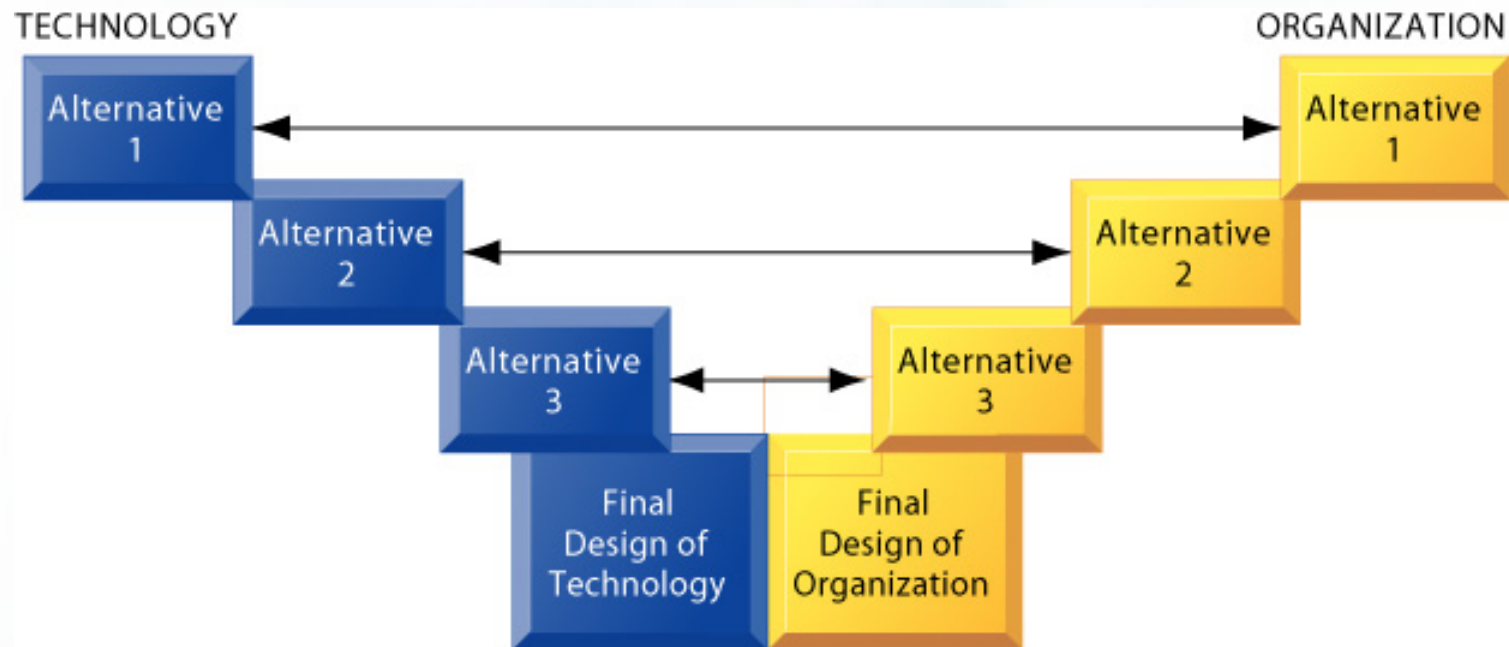 TECHNOLOGY
ORGANIZATION
Alternative
1
Alternative
1
Alternative
2
Alternative
2
Alternative
3
Alternative
3
Final
Design of
Technology
Final
Design of
Organization